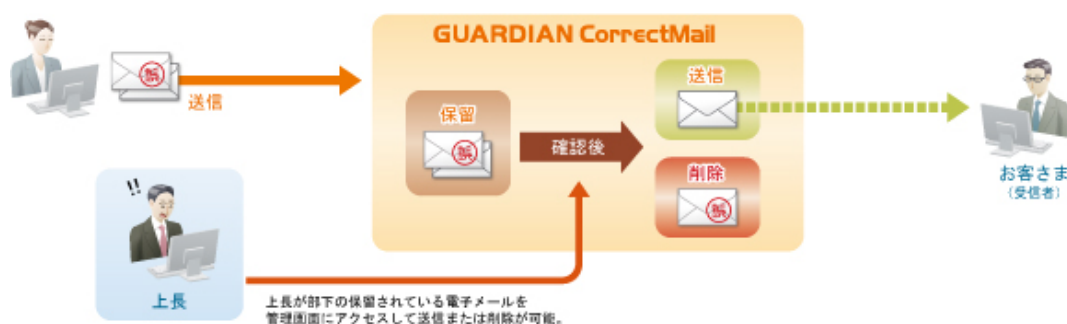 GUARDIAN CorrectMail
誤
送信
保留
誤
確認後
送信
削除
誤
お客さま
（受信者）
!!
上長
上長が部下の保留されている電子メールを
管理画面にアクセスして送信または削除が可能。